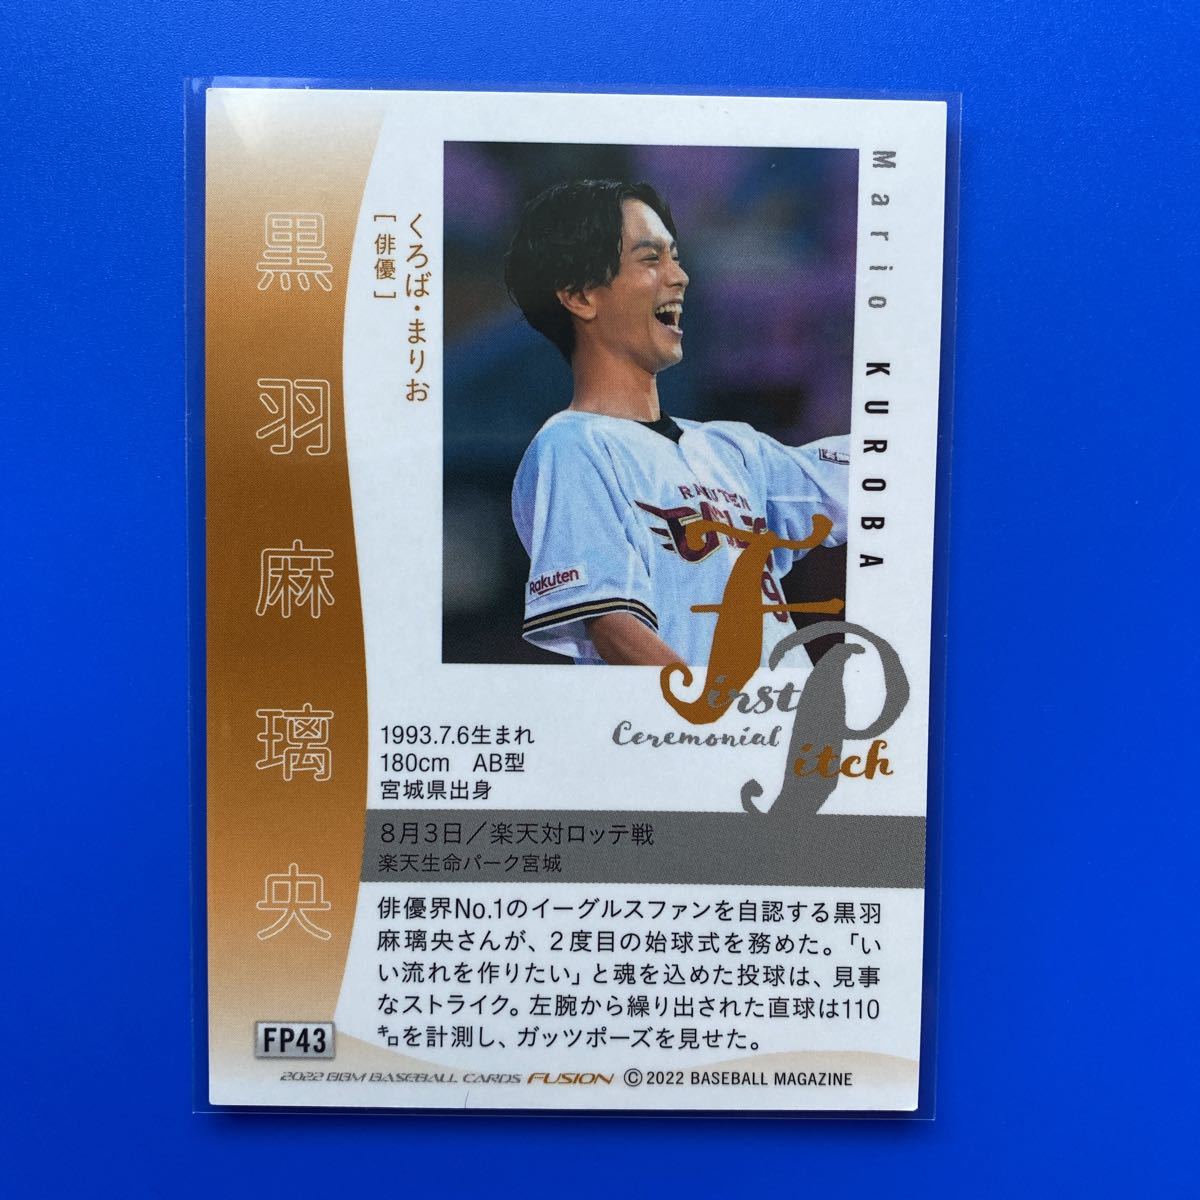 黒羽麻璃央
くろば・まりお
［俳優］
Mario KUROBA
RAKUTEN
Rakuten
First
Ceremonial
Pitch
1993.7.6生まれ
180cm　AB型
宮城県出身
8月3日／楽天対ロッテ戦
楽天生命パーク宮城
俳優界No.1のイーグルスファンを自認する黒羽
麻璃央さんが、2度目の始球式を務めた。「い
い流れを作りたい」と魂を込めた投球は、見事
なストライク。左腕から繰り出された直球は110
㌔を計測し、ガッツポーズを見せた。
FP43
2022 BBM BASEBALL CARDS FUSION ©2022 BASEBALL MAGAZINE